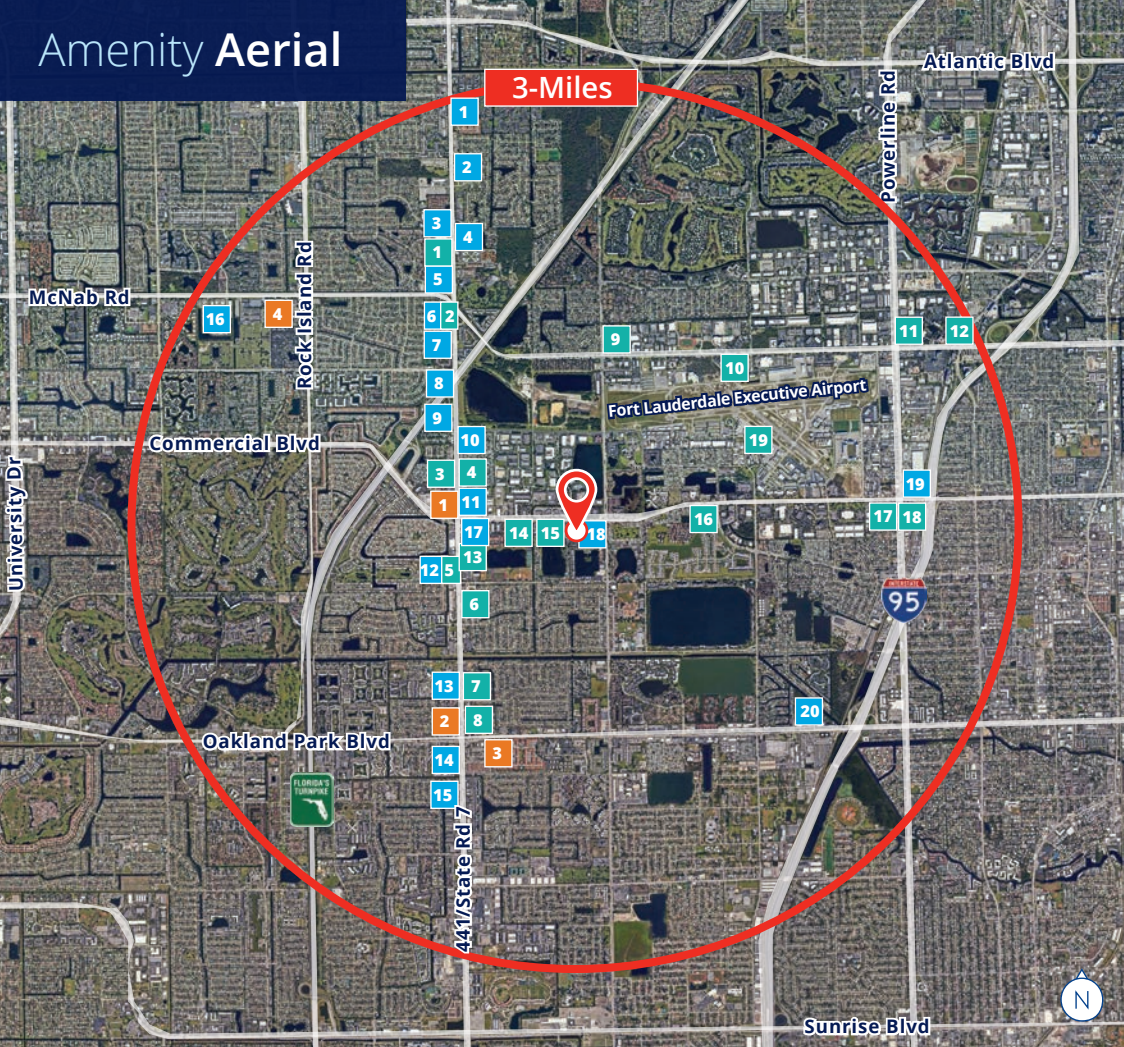 Amenity Aerial
3-Miles
Atlantic Blvd
Powerline Rd
1
2
3
4
1
5
McNab Rd
Rock Island Rd
16
4
6 2
7
9
11
12
10
8
Fort Lauderdale Executive Airport
9
10
19
Commercial Blvd
University Dr
3
4
19
1
11
17
14
15
18
16
17
18
13
12 5
6
INTERSTATE
95
13
7
2
8
20
Oakland Park Blvd
3
14
15
FLORIDA'S
TURNPIKE
441/State Rd 7
N
Sunrise Blvd